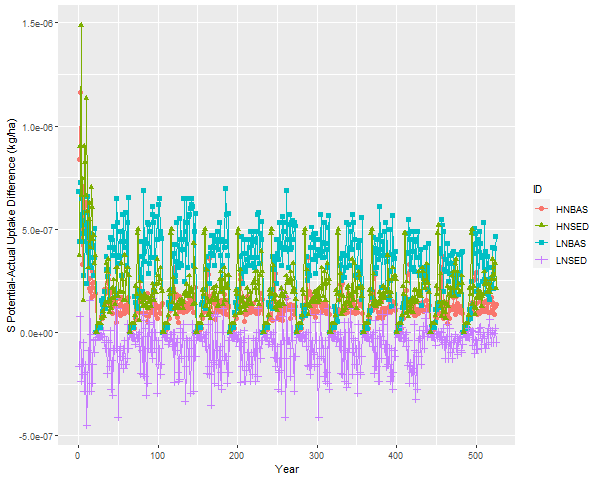 S Potential-Actual Uptake Difference (kg/ha)
1.5e-06
1.0e-06
5.0e-07
0.0e+00
-5.0e-07
0 100 200 300 400 500
Year
ID
HNBAS
HNSED
LNBAS
LNSED